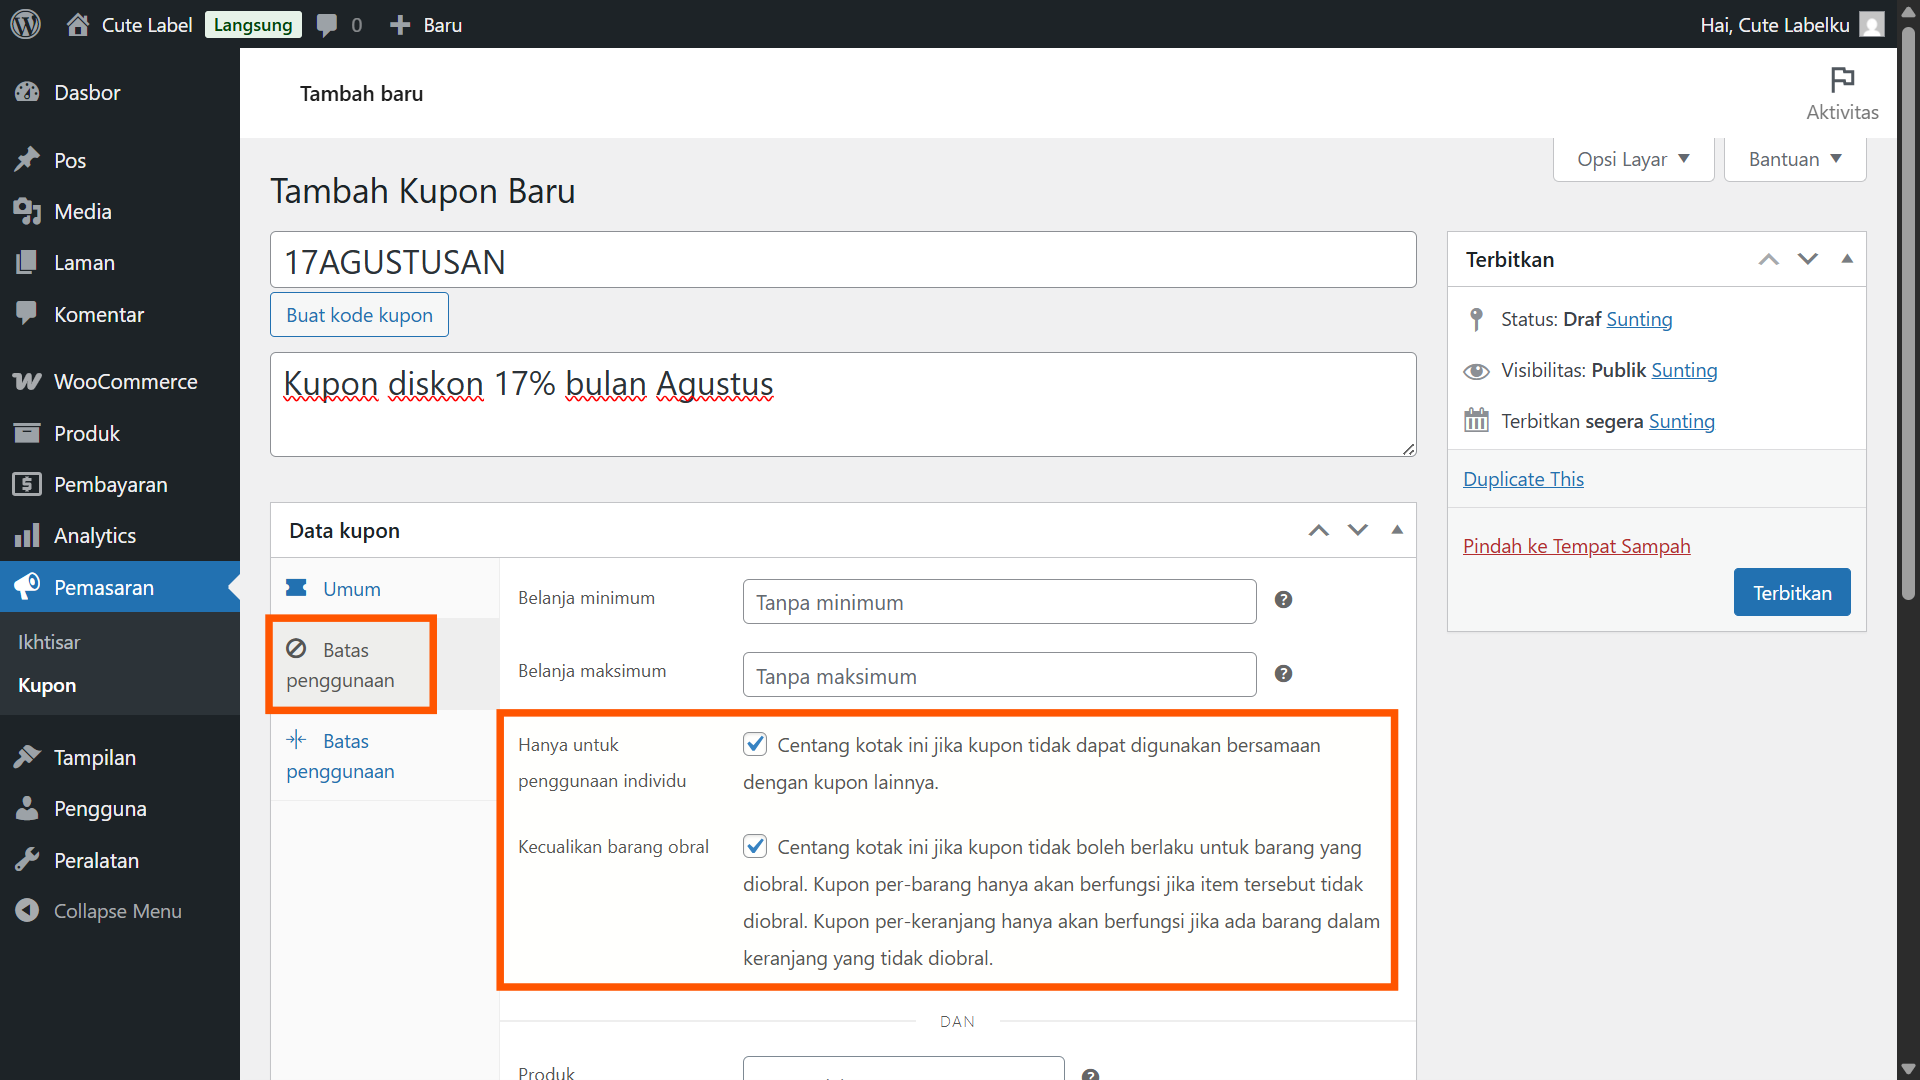 Cute Label
Langsung
0
Baru
Hai, Cute Labelku
Dasbor
Pos
Media
Laman
Komentar
WooCommerce
Produk
Pembayaran
Analytics
Pemasaran
Ikhtisar
Kupon
Tampilan
Pengguna
Peralatan
Collapse Menu
Tambah baru
Aktivitas
Opsi Layar
Bantuan
Tambah Kupon Baru
17AGUSTUSAN
Buat kode kupon
Kupon diskon 17% bulan Agustus
Data kupon
Umum
Batas
penggunaan
Batas
penggunaan
Belanja minimum
Tanpa minimum
Belanja maksimum
Tanpa maksimum
Hanya untuk
penggunaan individu
Centang kotak ini jika kupon tidak dapat digunakan bersamaan
dengan kupon lainnya.
Kecualikan barang obral
Centang kotak ini jika kupon tidak boleh berlaku untuk barang yang
diobral. Kupon per-barang hanya akan berfungsi jika item tersebut tidak
diobral. Kupon per-keranjang hanya akan berfungsi jika ada barang dalam
keranjang yang tidak diobral.
DAN
Produk
Terbitkan
Status: Draf Sunting
Visibilitas: Publik Sunting
Terbitkan segera Sunting
Duplicate This
Pindah ke Tempat Sampah
Terbitkan